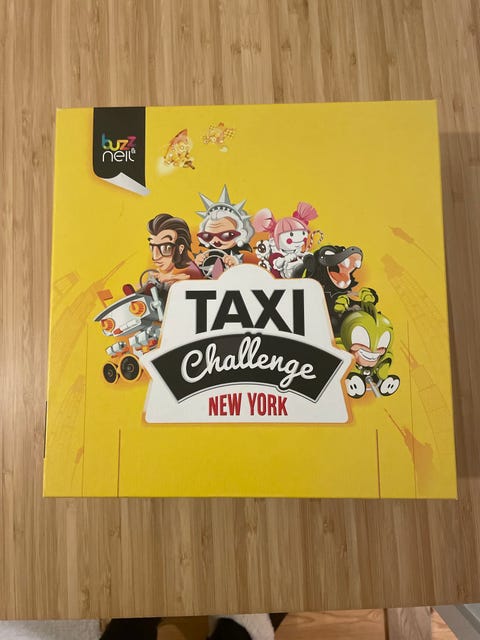 buzz
& neil
TAXI
Challenge
NEW YORK